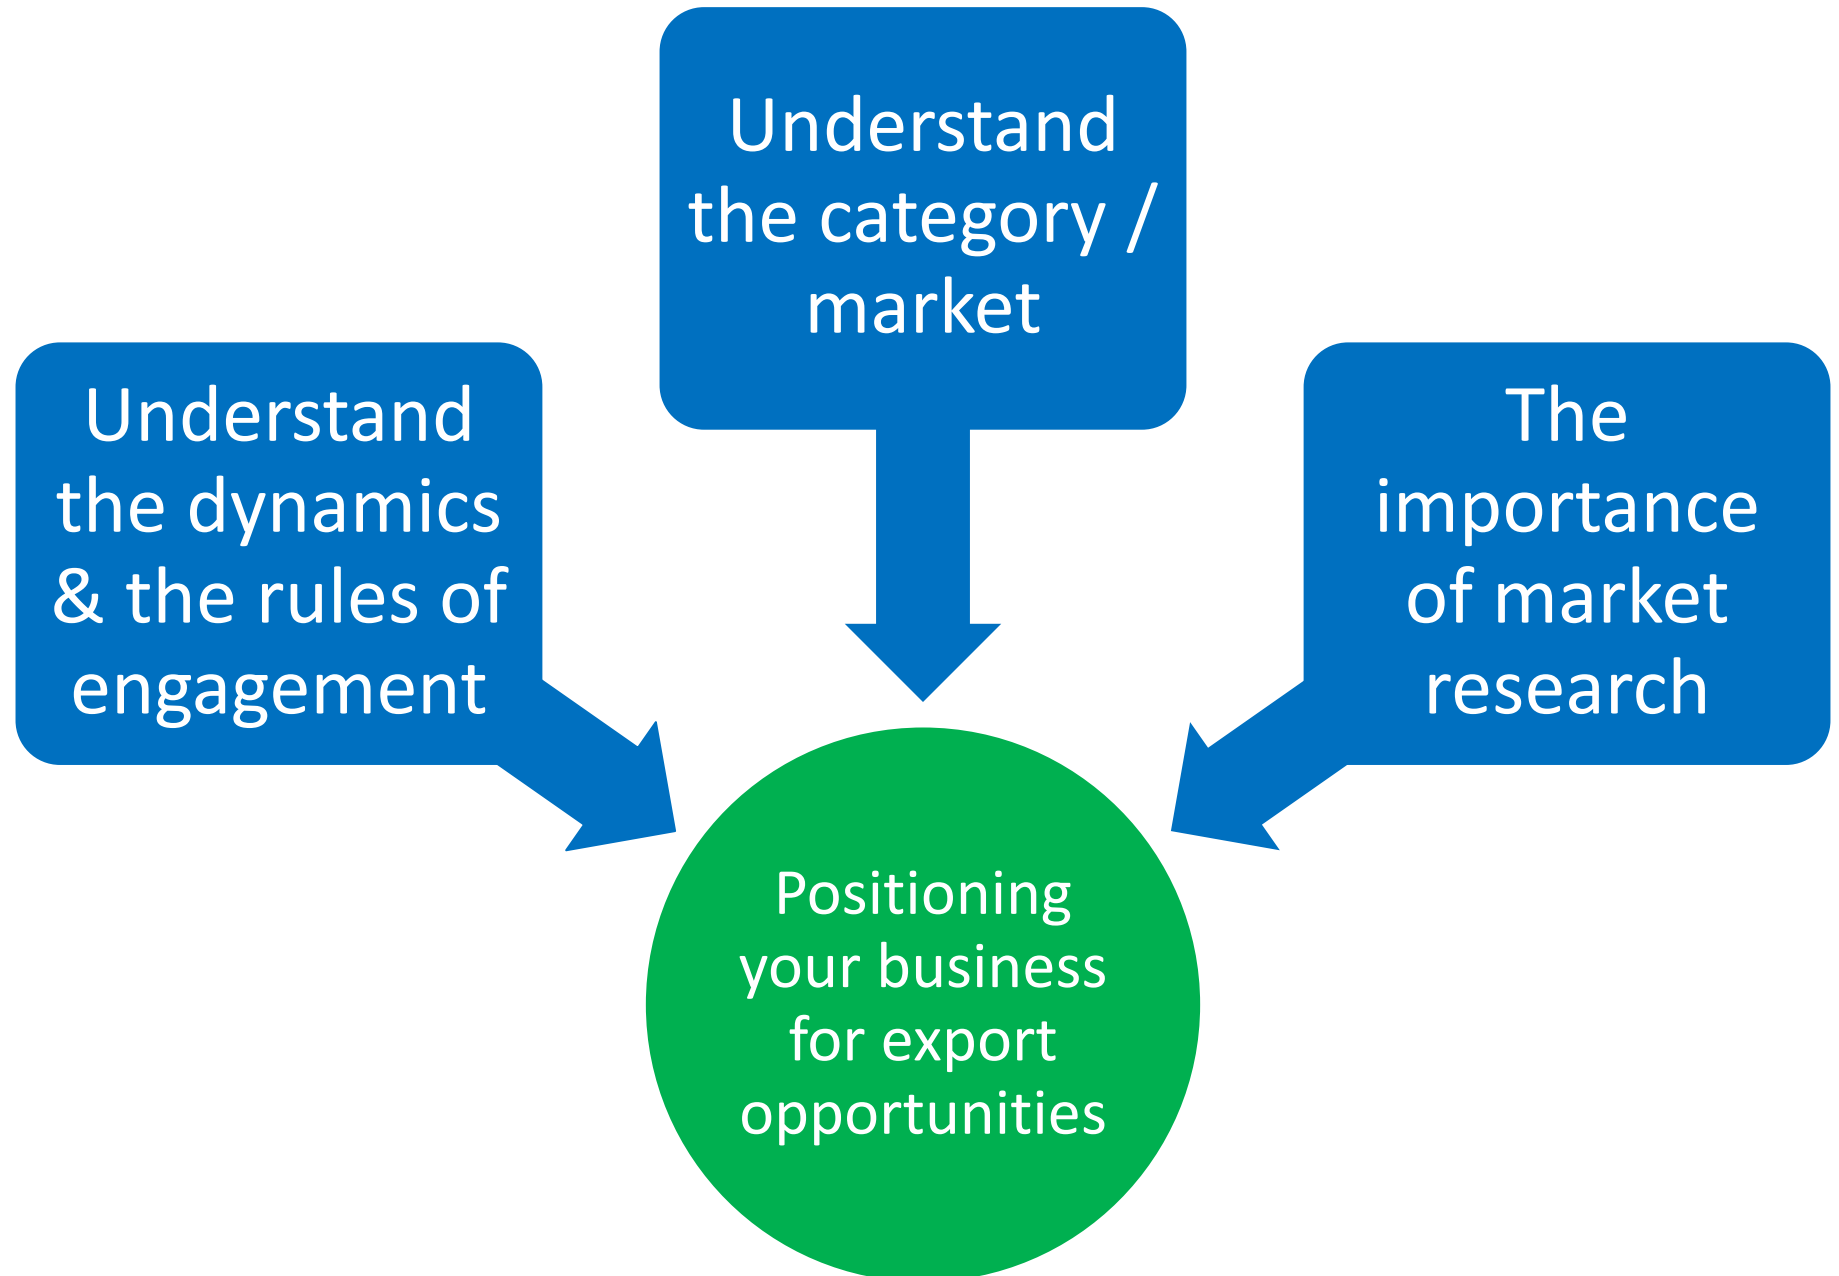 Understand
the category /
market
Understand
the dynamics
& the rules of
engagement
The
importance
of market
research
Positioning
your business
for export
opportunities